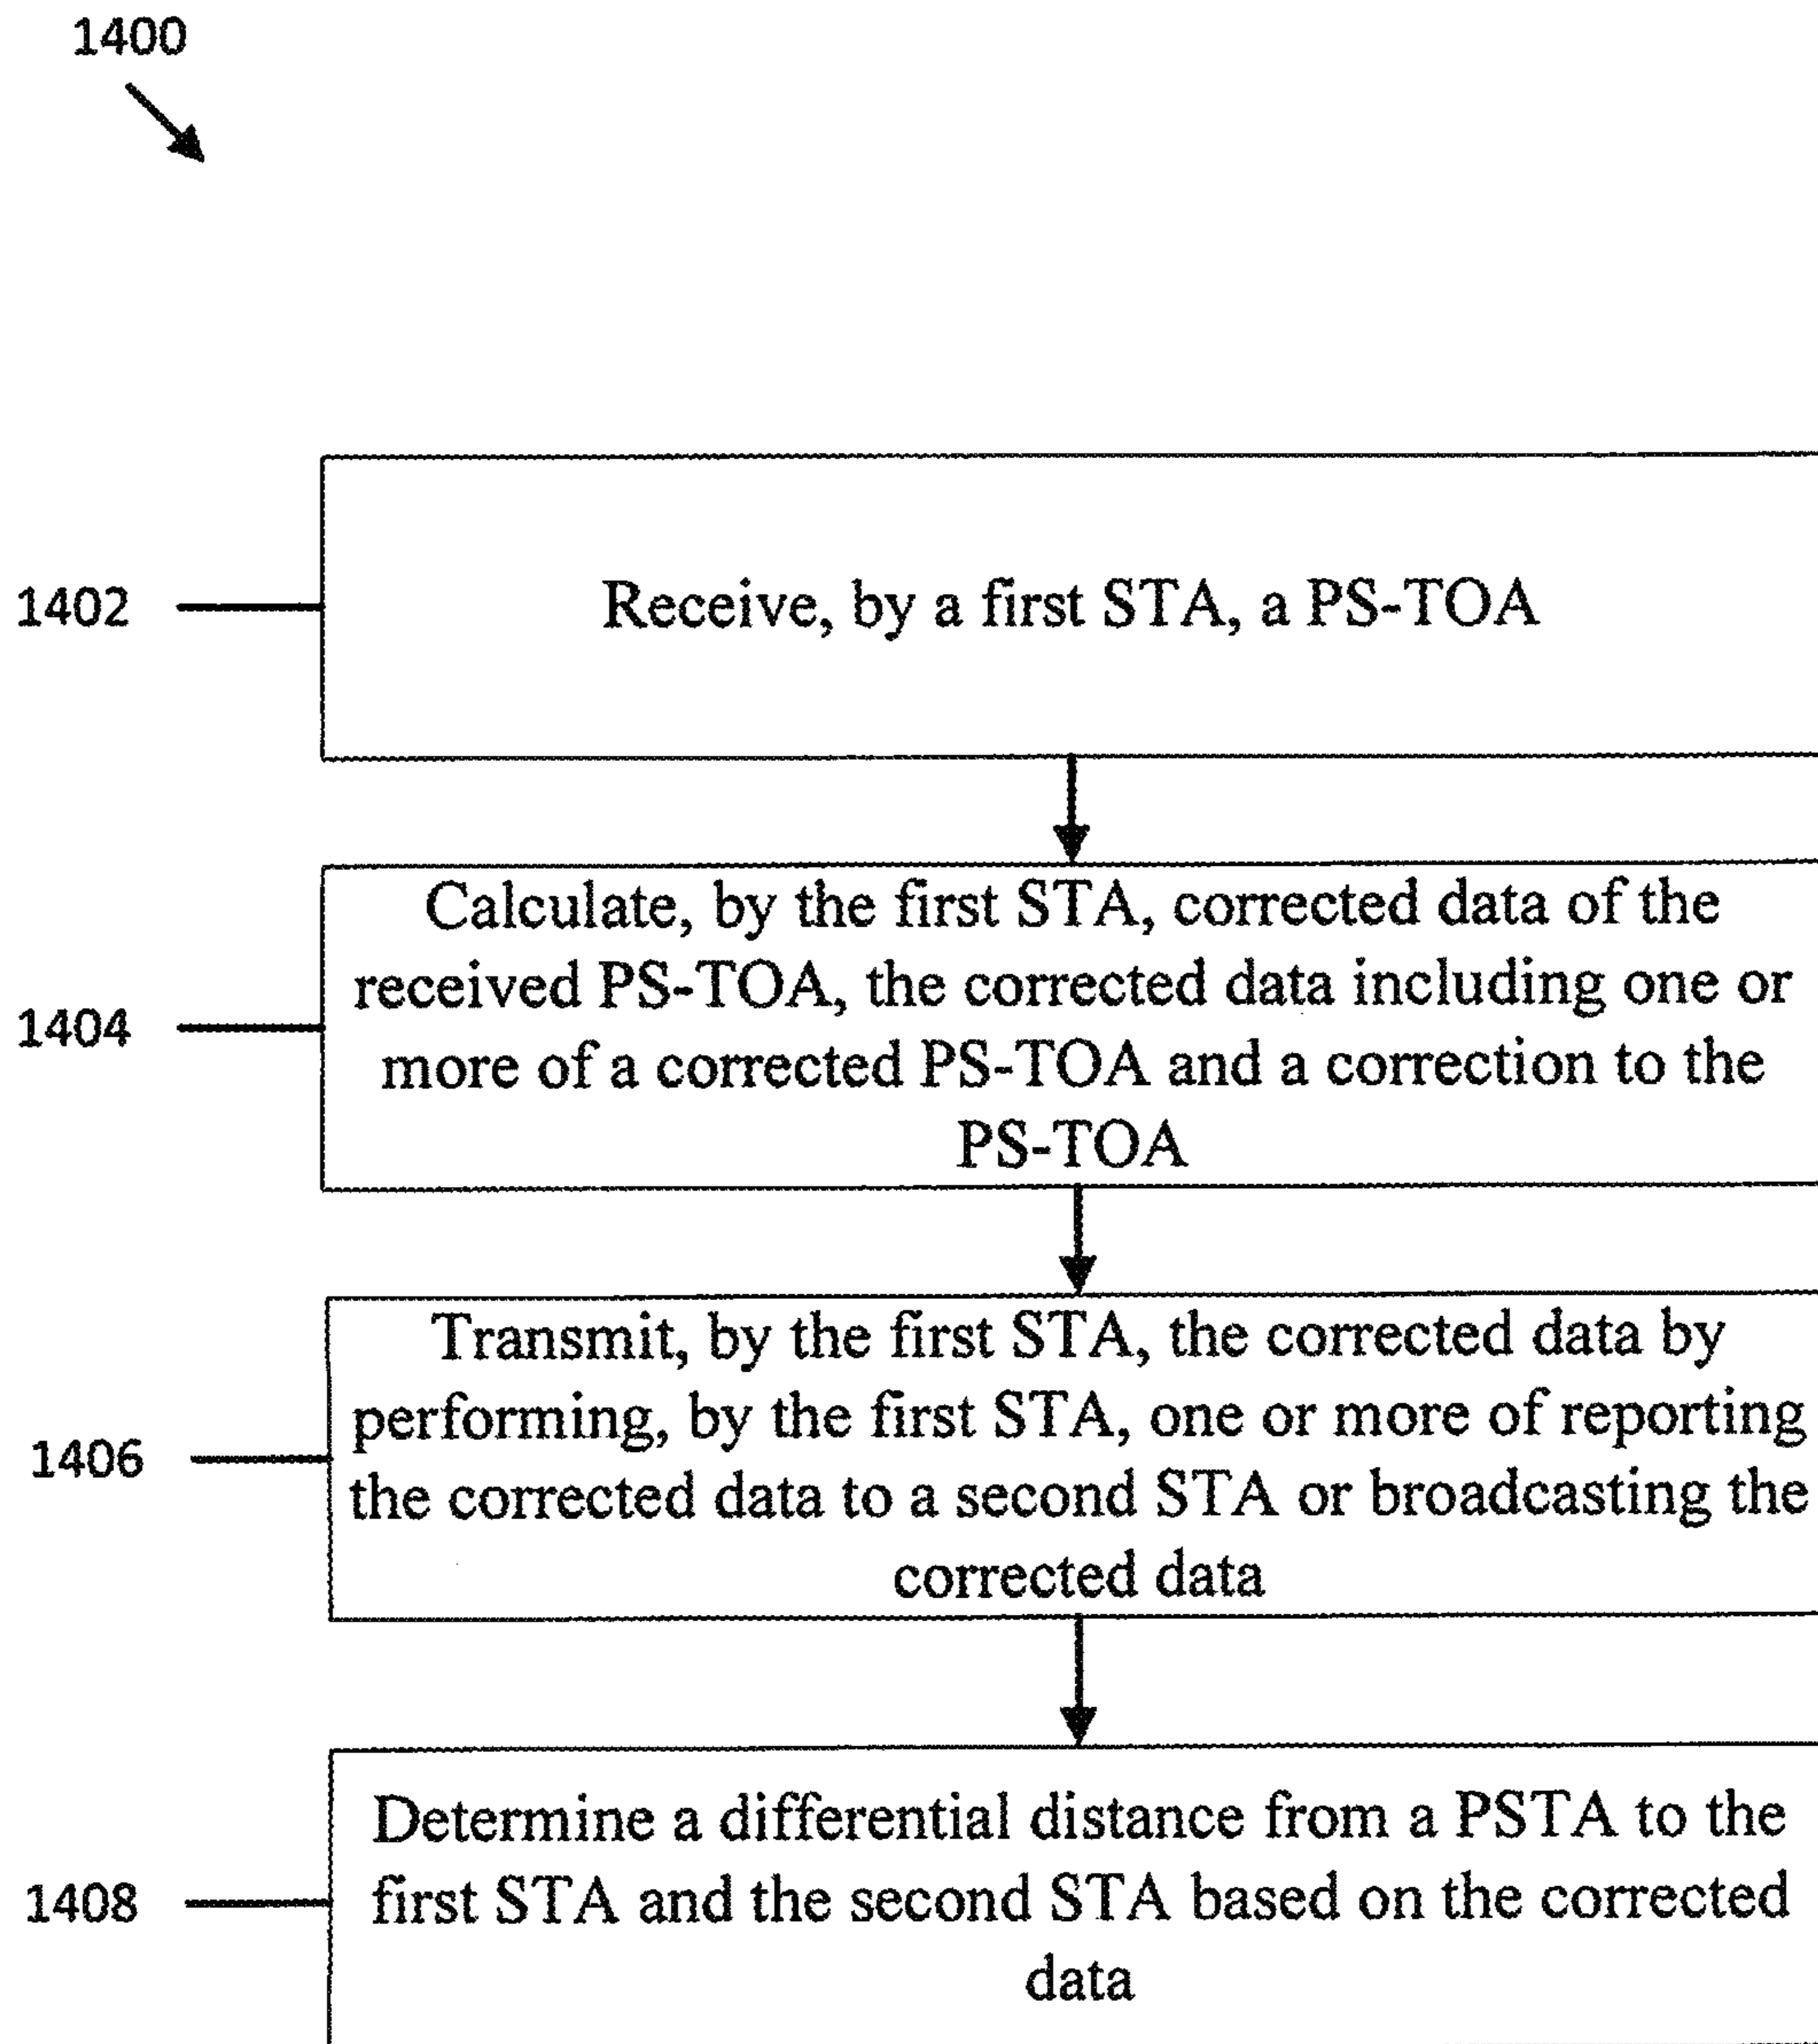 1400
1402
Receive, by a first STA, a PS-TOA
1404
Calculate, by the first STA, corrected data of the
received PS-TOA, the corrected data including one or
more of a corrected PS-TOA and a correction to the
PS-TOA
1406
Transmit, by the first STA, the corrected data by
performing, by the first STA, one or more of reporting
the corrected data to a second STA or broadcasting the
corrected data
1408
Determine a differential distance from a PSTA to the
first STA and the second STA based on the corrected
data